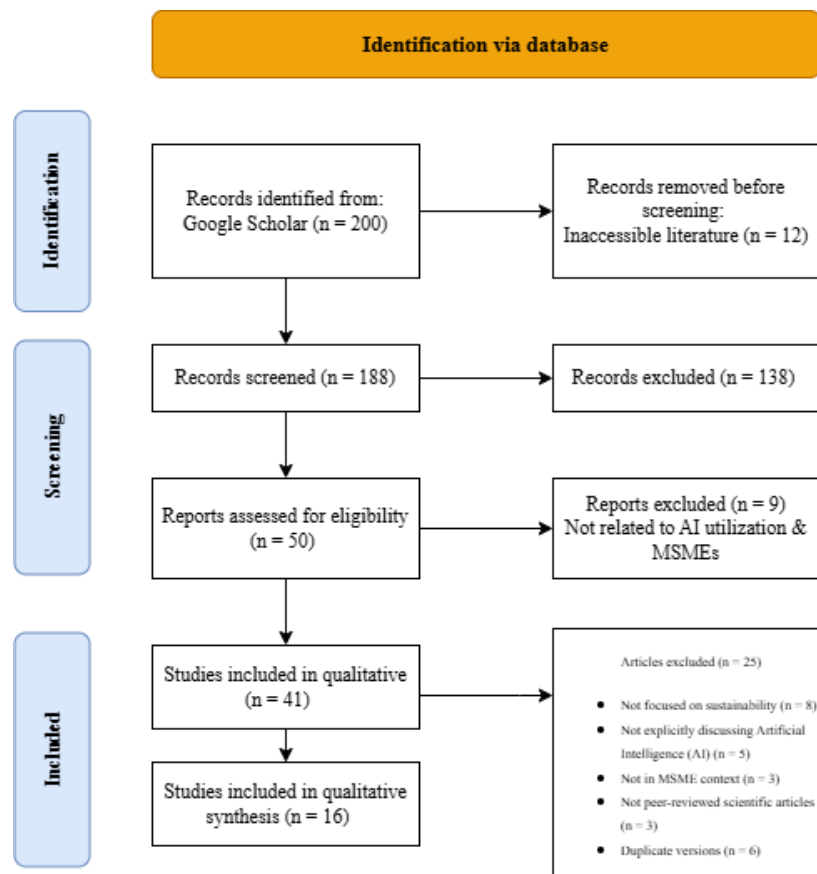 Identification via database
Identification
Records identified from:
Google Scholar (n = 200)
Records removed before
screening:
Inaccessible literature (n = 12)
Screening
Records screened (n = 188)
Records excluded (n = 138)
Reports assessed for eligibility
(n = 50)
Reports excluded (n = 9)
Not related to AI utilization &
MSMEs
Included
Studies included in qualitative
(n = 41)
Studies included in qualitative
synthesis (n = 16)
Articles excluded (n = 25)
● Not focused on sustainability (n = 8)
● Not explicitly discussing Artificial
Intelligence (AI) (n = 5)
● Not in MSME context (n = 3)
● Not peer-reviewed scientific articles
(n = 3)
● Duplicate versions (n = 6)